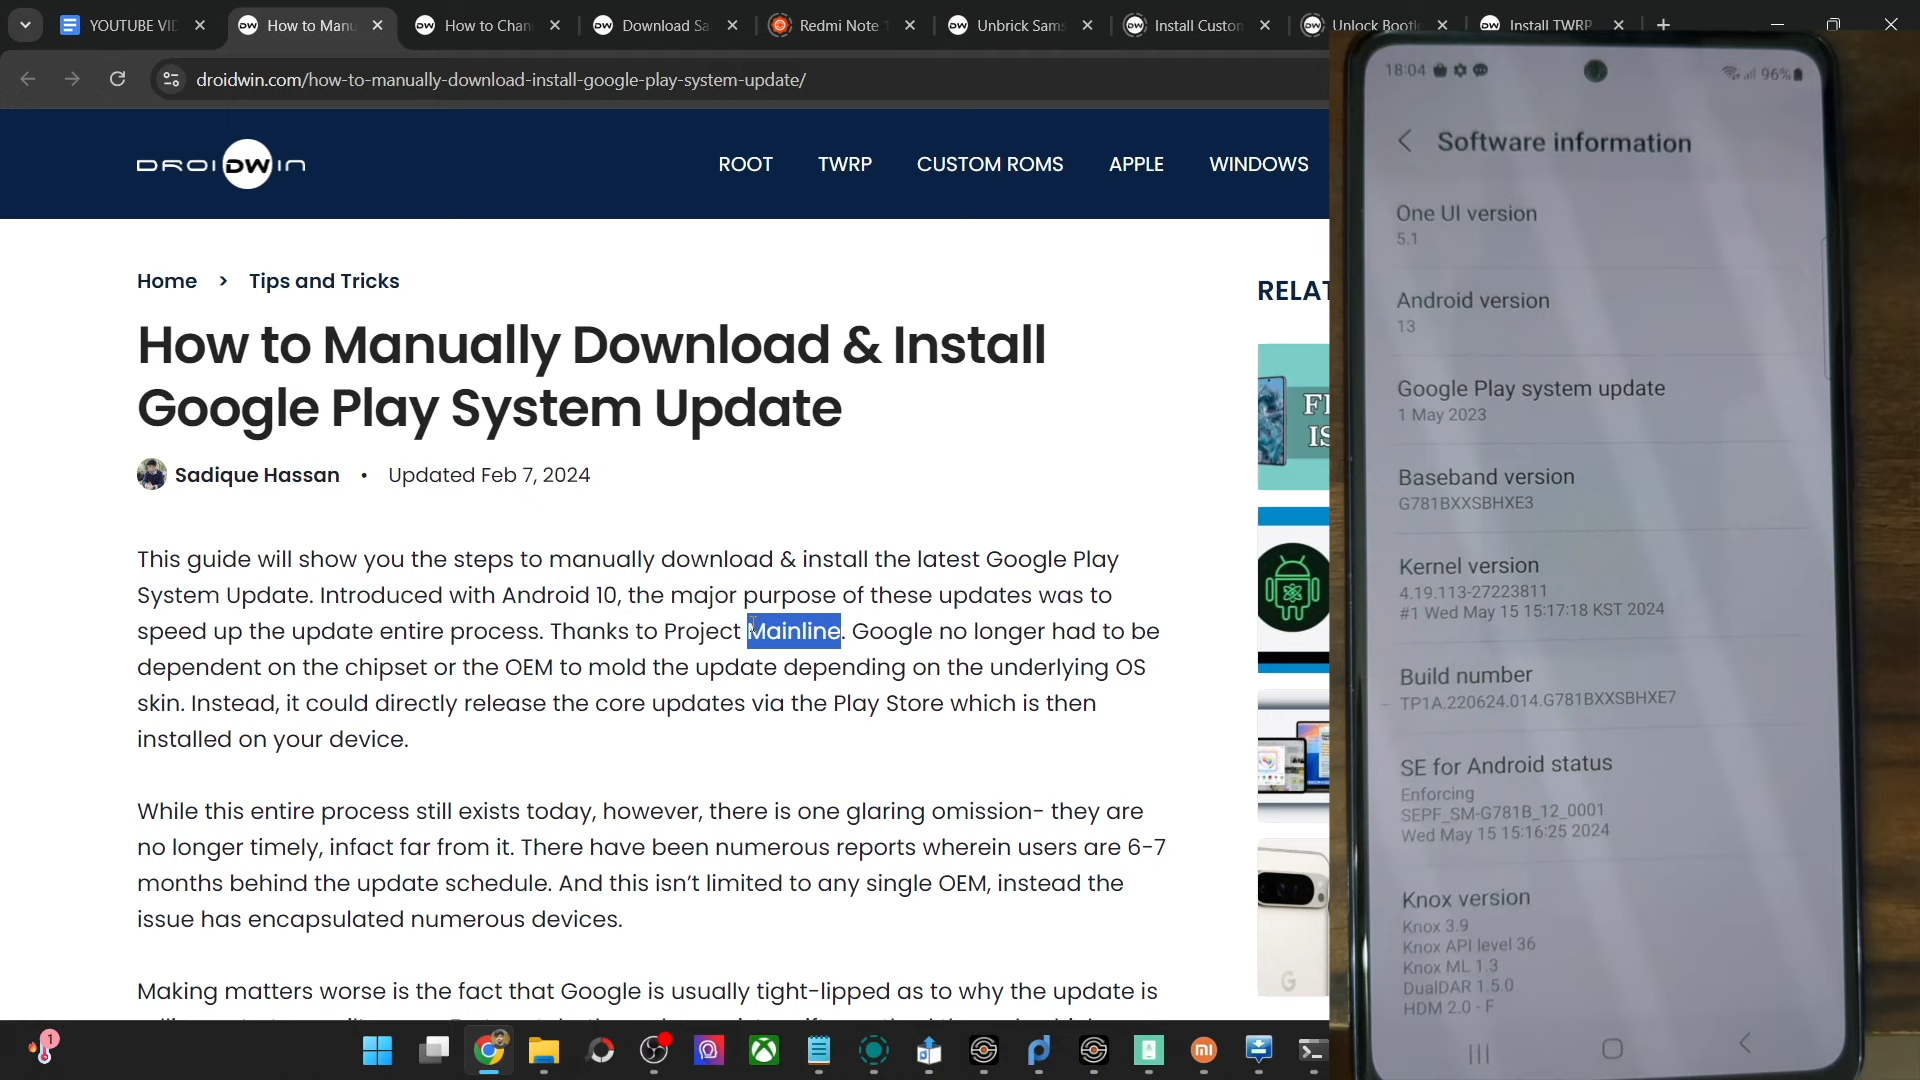 YOUTUBE VID
How to Manu
How to Chan
Download Sa
Redmi Note 1
Unbrick Sams
Install Custon
Unlock Bootl
Install TWRP
droidwin.com/how-to-manually-download-install-google-play-system-update/
DROIDWIN
ROOT
TWRP
CUSTOM ROMS
APPLE
WINDOWS
Home > Tips and Tricks
How to Manually Download & Install
Google Play System Update
Sadique Hassan • Updated Feb 7, 2024
This guide will show you the steps to manually download & install the latest Google Play
System Update. Introduced with Android 10, the major purpose of these updates was to
speed up the update entire process. Thanks to Project Mainline. Google no longer had to be
dependent on the chipset or the OEM to mold the update depending on the underlying OS
skin. Instead, it could directly release the core updates via the Play Store which is then
installed on your device.
While this entire process still exists today, however, there is one glaring omission- they are
no longer timely, infact far from it. There have been numerous reports wherein users are 6-7
months behind the update schedule. And this isn't limited to any single OEM, instead the
issue has encapsulated numerous devices.
Making matters worse is the fact that Google is usually tight-lipped as to why the update is
RELAT
FI
IS
G
18:04
96%
Software information
One UI version
5.1
Android version
13
Google Play system update
1 May 2023
Baseband version
G781BXXSBHXE3
Kernel version
4.19.113-27223811
#1 Wed May 15 15:17:18 KST 2024
Build number
TP1A.220624.014.G781BXXSBHXE7
SE for Android status
Enforcing
SEPF_SM-G781B_12_0001
Wed May 15 15:16:25 2024
Knox version
Knox 3.9
Knox API level 36
Knox ML 1.3
DualDAR 1.5.0
HDM 2.0 - F
1
mi